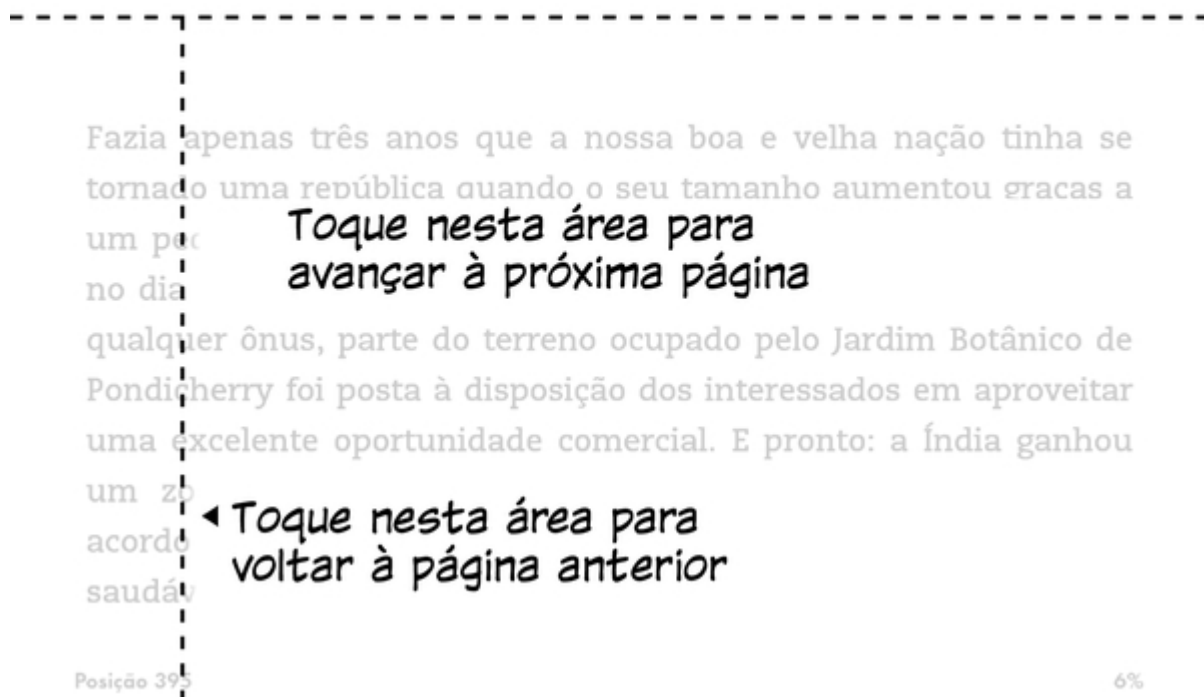 Fazia apenas três anos que a nossa boa e velha nação tinha se
tornado uma república quando o seu tamanho aumentou graças a
um
Toque nesta área para
avançar à próxima página
no dia
qualquer ônus, parte do terreno ocupado pelo Jardim Botânico de
Pondicherry foi posta à disposição dos interessados em aproveitar
uma excelente oportunidade comercial. E pronto: a Índia ganhou
um
Toque nesta área para
voltar à página anterior
Posição 395
6%